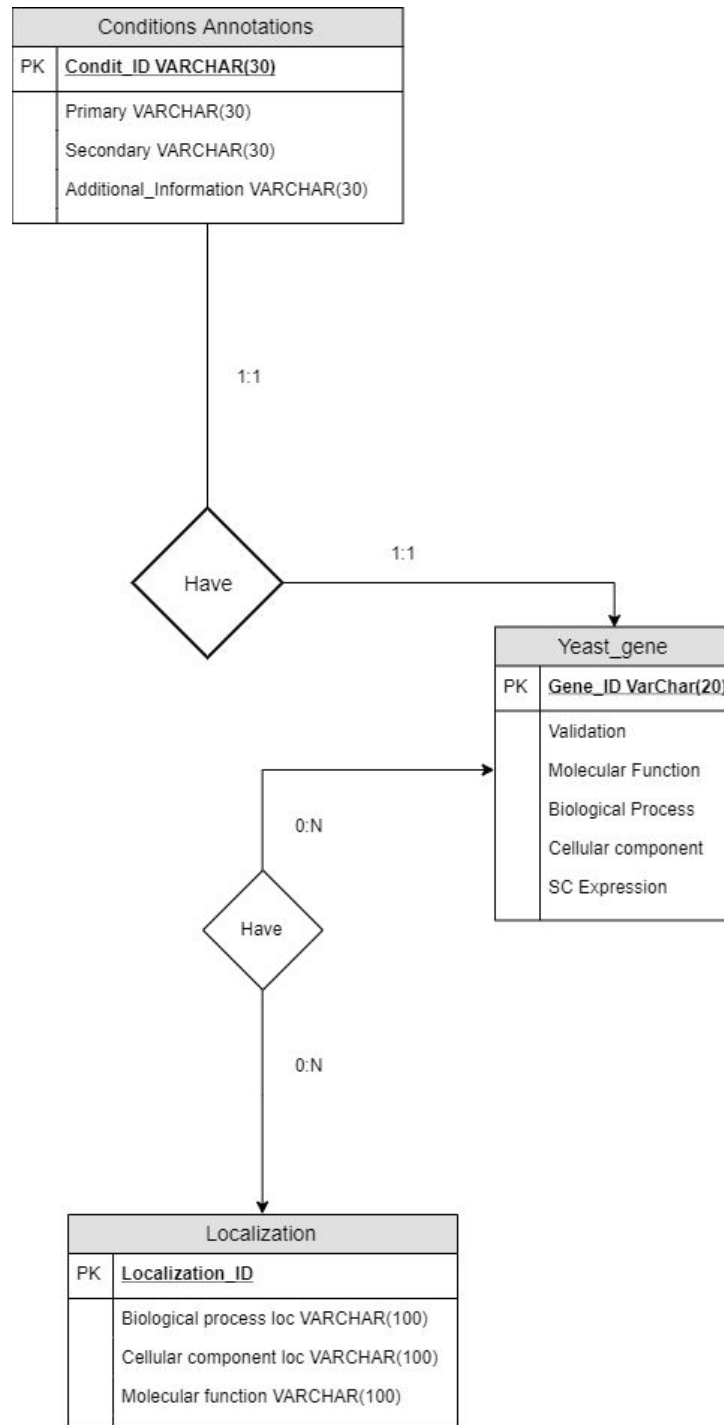 Conditions Annotations
PK Condit_ID VARCHAR(30)
Primary VARCHAR(30)
Secondary VARCHAR(30)
Additional_Information VARCHAR(30)
1:1
Have
1:1
Yeast_gene
PK Gene_ID VarChar(20)
Validation
Molecular Function
Biological Process
Cellular component
SC Expression
0:N
Have
0:N
Localization
PK Localization_ID
Biological process loc VARCHAR(100)
Cellular component loc VARCHAR(100)
Molecular function VARCHAR(100)